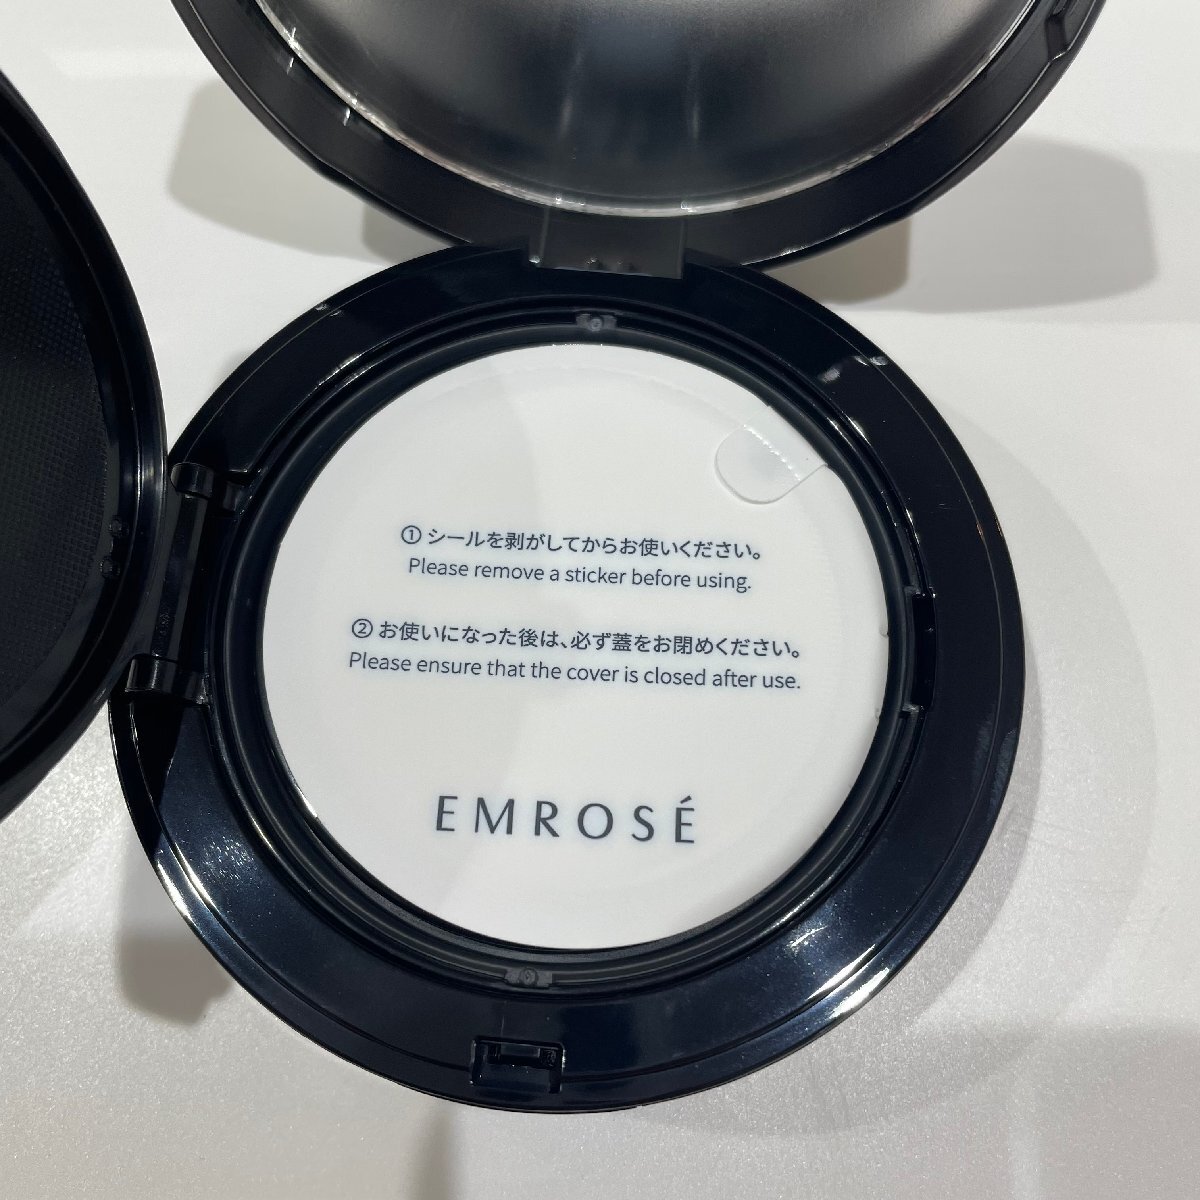 ① シールを剥がしてからお使いください。
Please remove a sticker before using.
② お使いになった後は、必ず蓋をお閉めください。
Please ensure that the cover is closed after use.
EMROSÉ